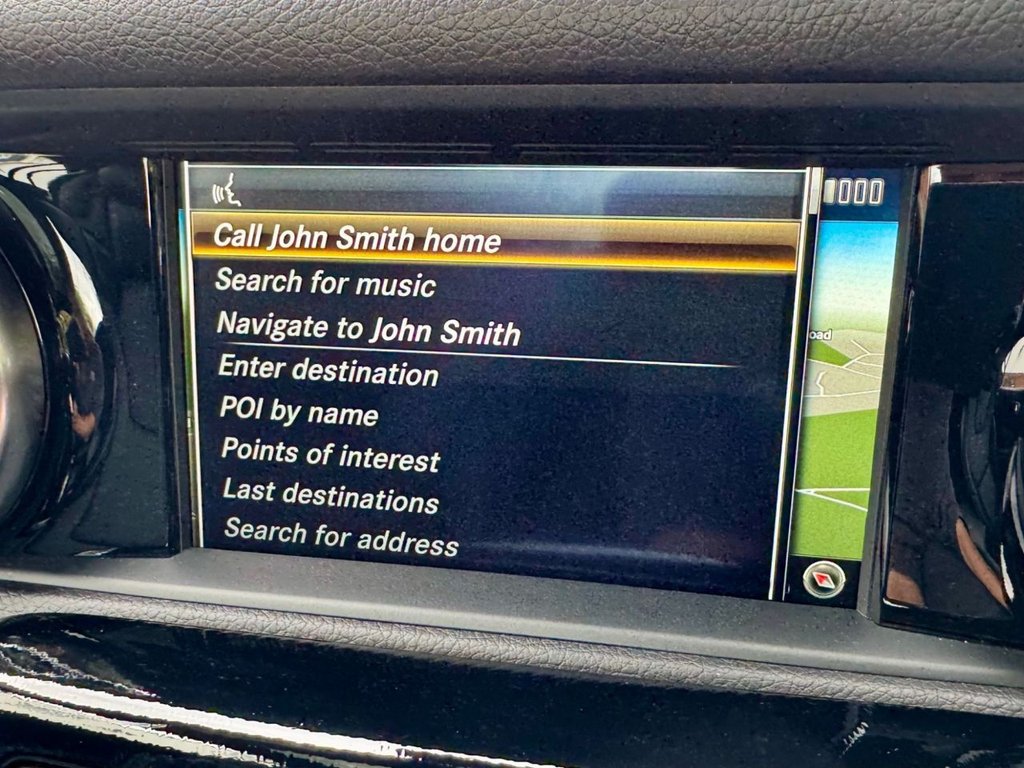 Call John Smith home
Search for music
Navigate to John Smith
Enter destination
POI by name
Points of interest
Last destinations
Search for address
oad